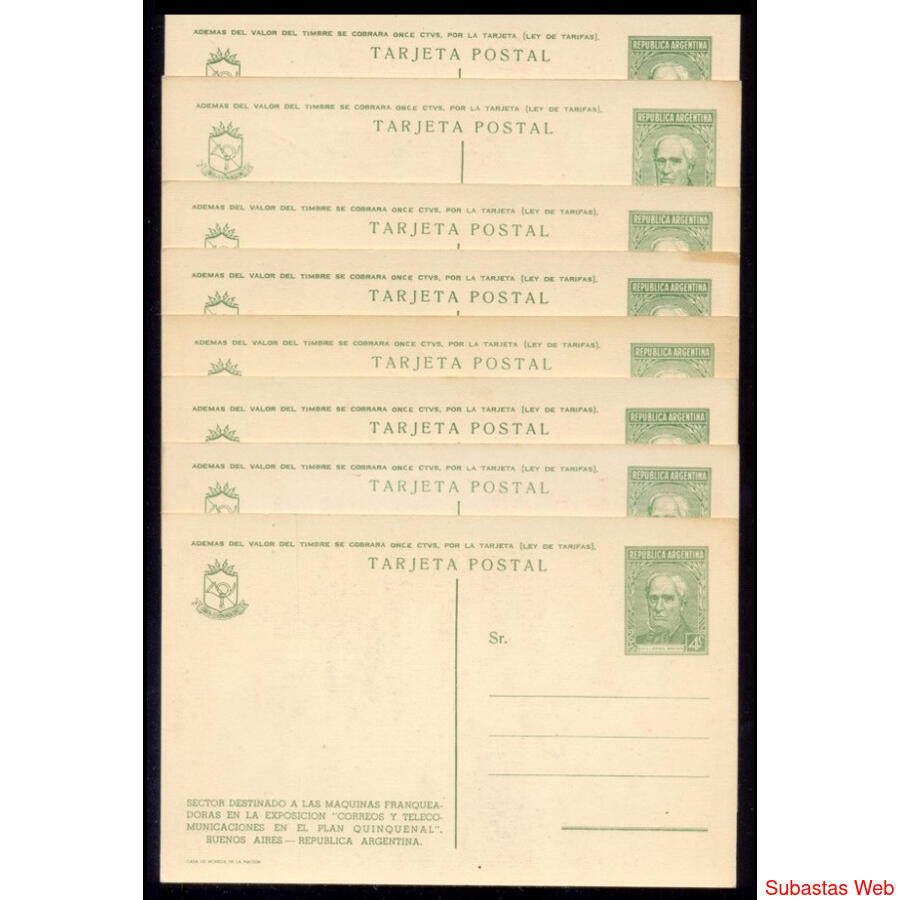 ADEMAS DEL VALOR DEL TIMBRE SE COBRARA ONCE CTVS, POR LA TARJETA (LEY DE TARIFAS).
TARJETA POSTAL
REPUBLICA ARGENTINA
ADEMAS DEL VALOR DEL TIMBRE SE COBRARA ONCE CTVS, POR LA TARJETA (LEY DE TARIFAS).
TARJETA POSTAL
REPUBLICA ARGENTINA
ADEMAS DEL VALOR DEL TIMBRE SE COBRARA ONCE CTVS, POR LA TARJETA (LEY DE TARIFAS).
TARJETA POSTAL
REPUBLICA ARGENTINA
ADEMAS DEL VALOR DEL TIMBRE SE COBRARA ONCE CTVS, POR LA TARJETA (LEY DE TARIFAS).
TARJETA POSTAL
REPUBLICA ARGENTINA
ADEMAS DEL VALOR DEL TIMBRE SE COBRARA ONCE CTVS, POR LA TARJETA (LEY DE TARIFAS).
TARJETA POSTAL
REPUBLICA ARGENTINA
ADEMAS DEL VALOR DEL TIMBRE SE COBRARA ONCE CTVS, POR LA TARJETA (LEY DE TARIFAS).
TARJETA POSTAL
REPUBLICA ARGENTINA
ADEMAS DEL VALOR DEL TIMBRE SE COBRARA ONCE CTVS, POR LA TARJETA (LEY DE TARIFAS).
TARJETA POSTAL
REPUBLICA ARGENTINA
ADEMAS DEL VALOR DEL TIMBRE SE COBRARA ONCE CTVS, POR LA TARJETA (LEY DE TARIFAS).
TARJETA POSTAL
REPUBLICA ARGENTINA
4c
Sr.
SECTOR DESTINADO A LAS MAQUINAS FRANQUEA-
DORAS EN LA EXPOSICION "CORREOS Y TELECO-
MUNICACIONES EN EL PLAN QUINQUENAL".
BUENOS AIRES — REPUBLICA ARGENTINA.
CASA DE MONEDA DE LA NACION
Subastas Web